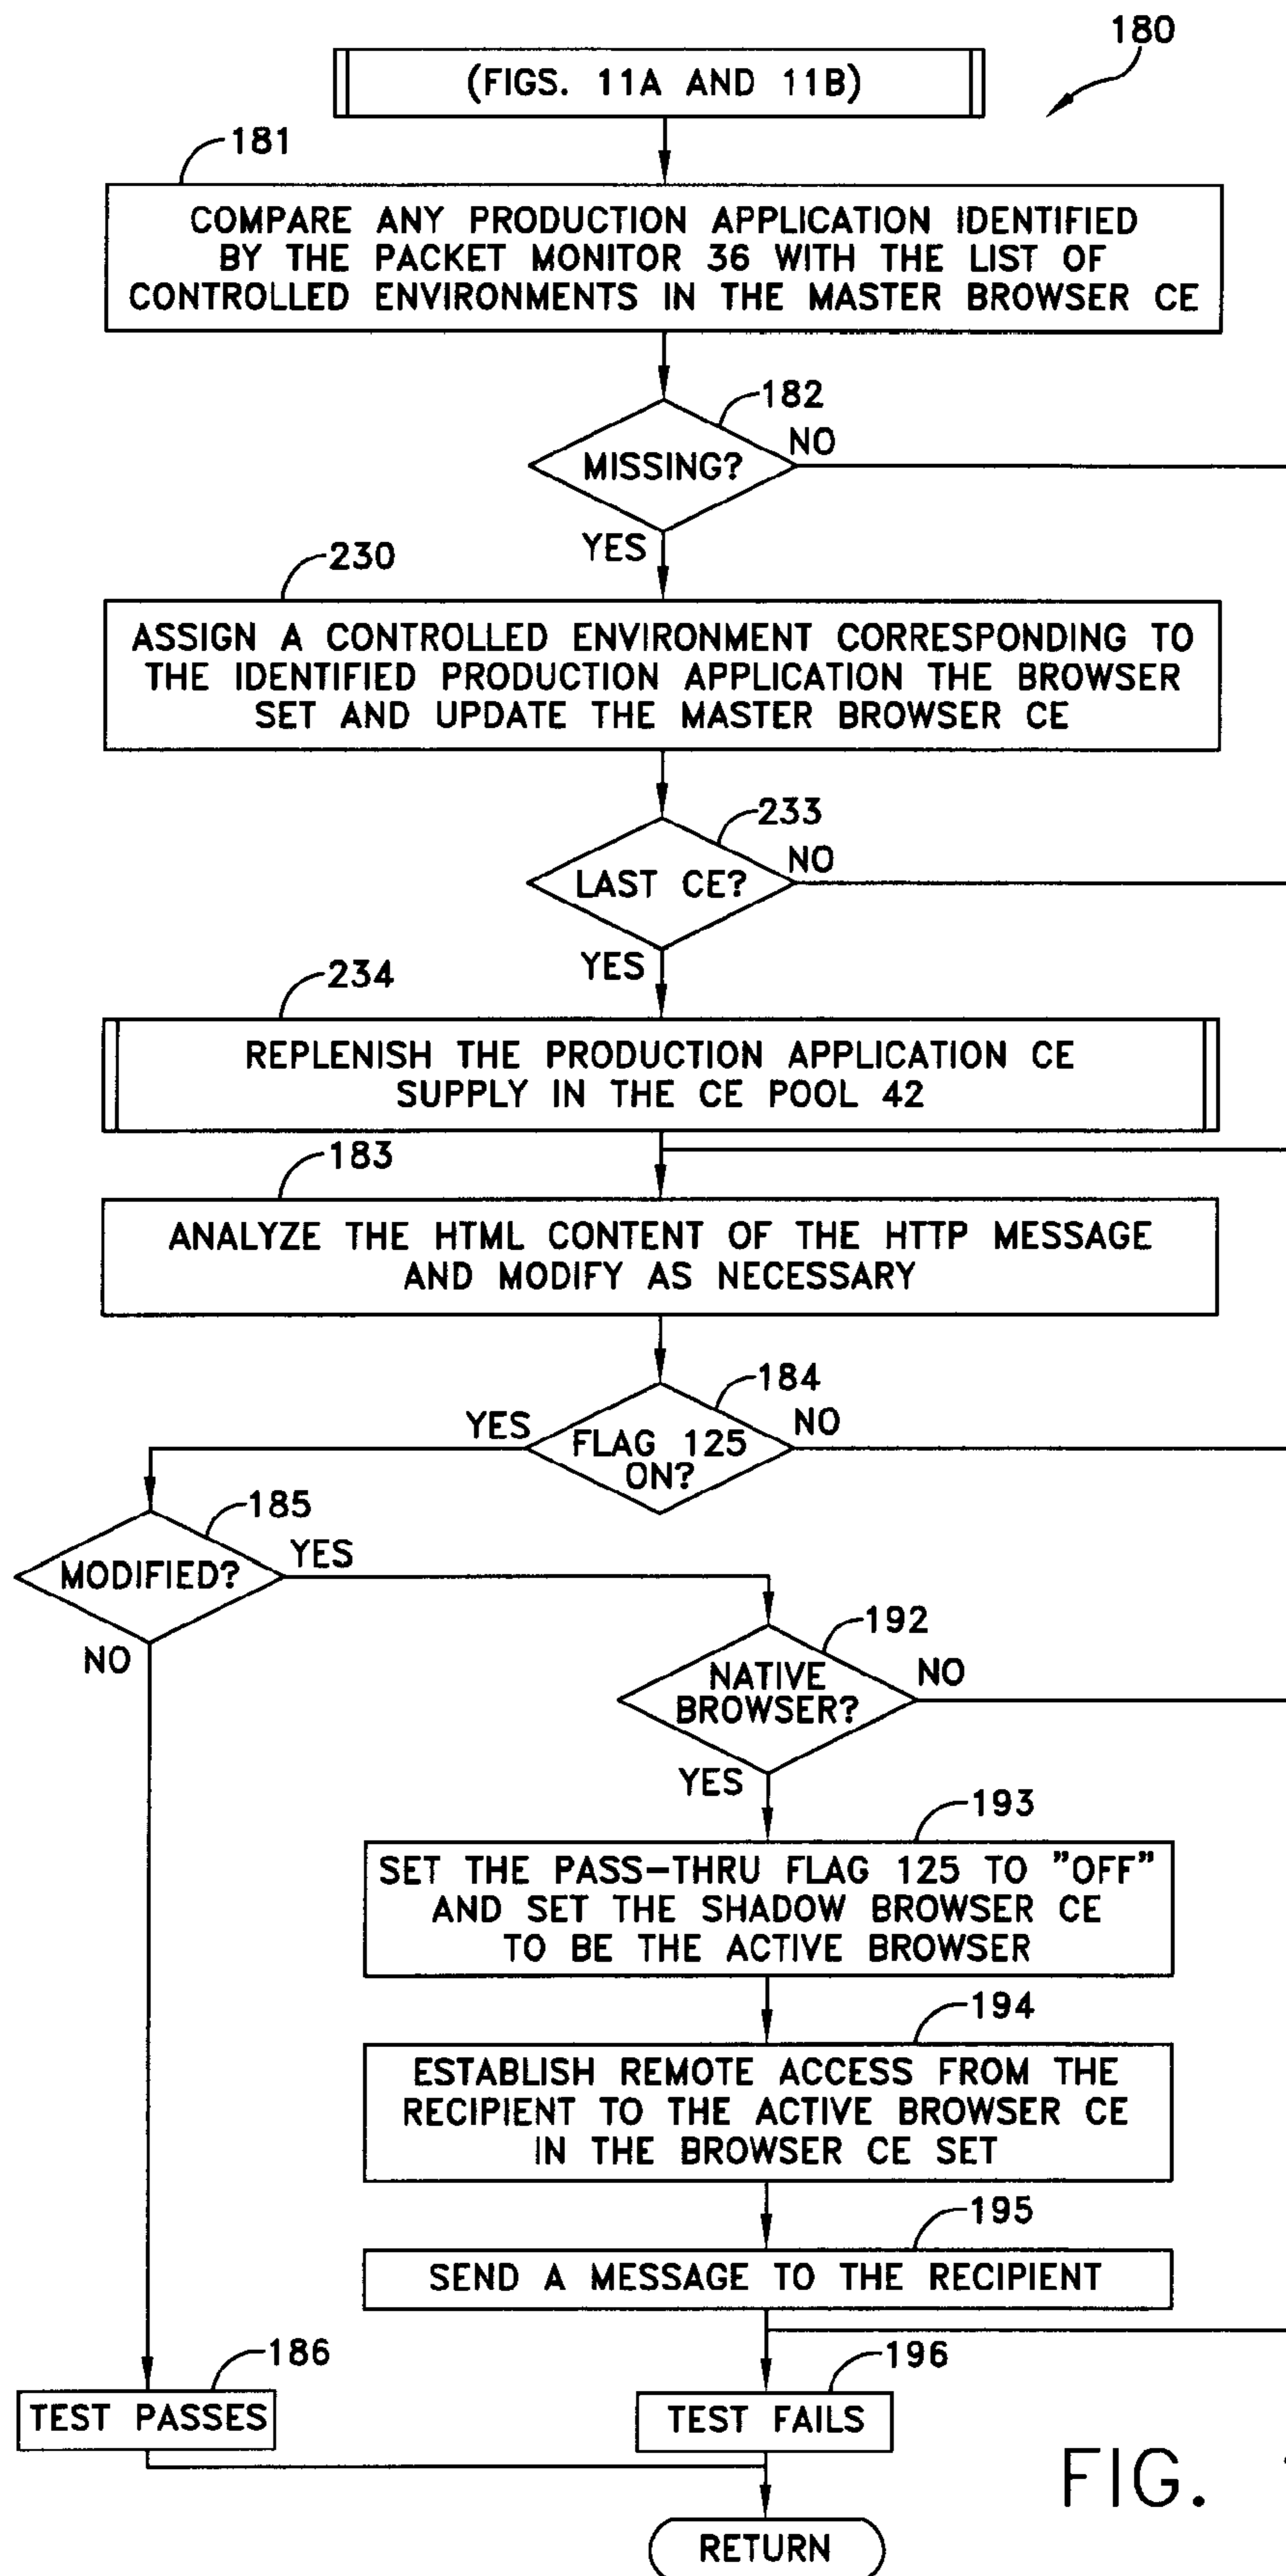 180
(FIGS. 11A AND 11B)
181
COMPARE ANY PRODUCTION APPLICATION IDENTIFIED
BY THE PACKET MONITOR 36 WITH THE LIST OF
CONTROLLED ENVIRONMENTS IN THE MASTER BROWSER CE
182
MISSING?
NO
YES
230
ASSIGN A CONTROLLED ENVIRONMENT CORRESPONDING TO
THE IDENTIFIED PRODUCTION APPLICATION THE BROWSER
SET AND UPDATE THE MASTER BROWSER CE
233
LAST CE?
NO
YES
234
REPLENISH THE PRODUCTION APPLICATION CE
SUPPLY IN THE CE POOL 42
183
ANALYZE THE HTML CONTENT OF THE HTTP MESSAGE
AND MODIFY AS NECESSARY
184
YES
FLAG 125
ON?
NO
185
MODIFIED?
YES
NO
192
NATIVE
BROWSER?
NO
YES
193
SET THE PASS-THRU FLAG 125 TO "OFF"
AND SET THE SHADOW BROWSER CE
TO BE THE ACTIVE BROWSER
194
ESTABLISH REMOTE ACCESS FROM THE
RECIPIENT TO THE ACTIVE BROWSER CE
IN THE BROWSER CE SET
195
SEND A MESSAGE TO THE RECIPIENT
186
TEST PASSES
196
TEST FAILS
FIG.
RETURN